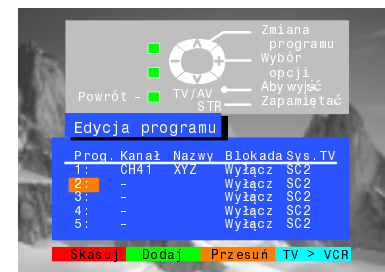 Zmiana
programu
Wybór
opcji
Aby wyjść
Powrót – TV/AV
STR Zapamiętać
Edycja programu
Prog. Kanał Nazwy Blokada Sys.TV
1: CH41 XYZ Wyłącz SC2
2: – Wyłącz SC2
3: – Wyłącz SC2
4: – Wyłącz SC2
5: – Wyłącz SC2
Skasuj Dodaj Przesuń TV > VCR